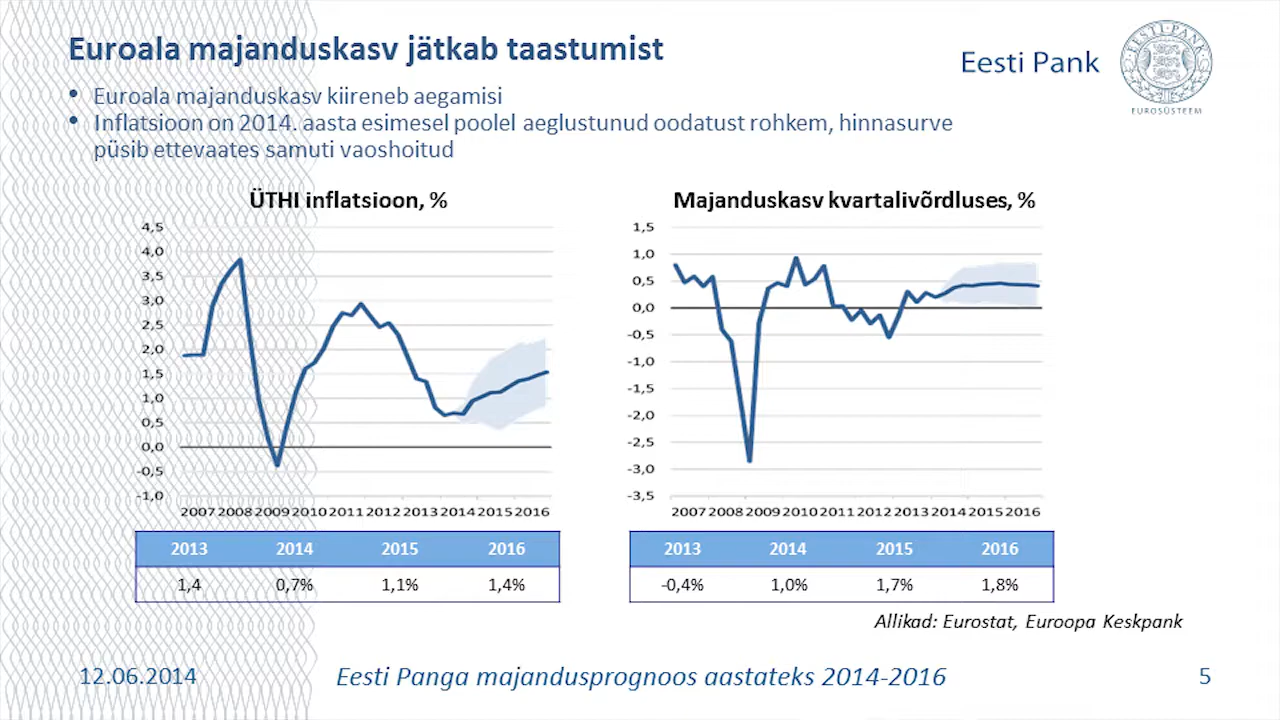 Euroala majanduskasv jätkab taastumist
Eesti Pank
EESTI·PANK
EUROSÜSTEEM
• Euroala majanduskasv kiireneb aegamisi
• Inflatsioon on 2014. aasta esimesel poolel aeglustunud oodatust rohkem, hinnasurve
püsib ettevaates samuti vaoshoitud
ÜTHI inflatsioon, %
4,5
4,0
3,5
3,0
2,5
2,0
1,5
1,0
0,5
0,0
-0,5
-1,0
2007 2008 2009 2010 2011 2012 2013 2014 2015 2016
2013 2014 2015 2016
1,4 0,7% 1,1% 1,4%
Majanduskasv kvartalivõrdluses, %
1,5
1,0
0,5
0,0
-0,5
-1,0
-1,5
-2,0
-2,5
-3,0
-3,5
2007 2008 2009 2010 2011 2012 2013 2014 2015 2016
2013 2014 2015 2016
-0,4% 1,0% 1,7% 1,8%
Allikad: Eurostat, Euroopa Keskpank
12.06.2014
Eesti Panga majandusprognoos aastateks 2014-2016
5